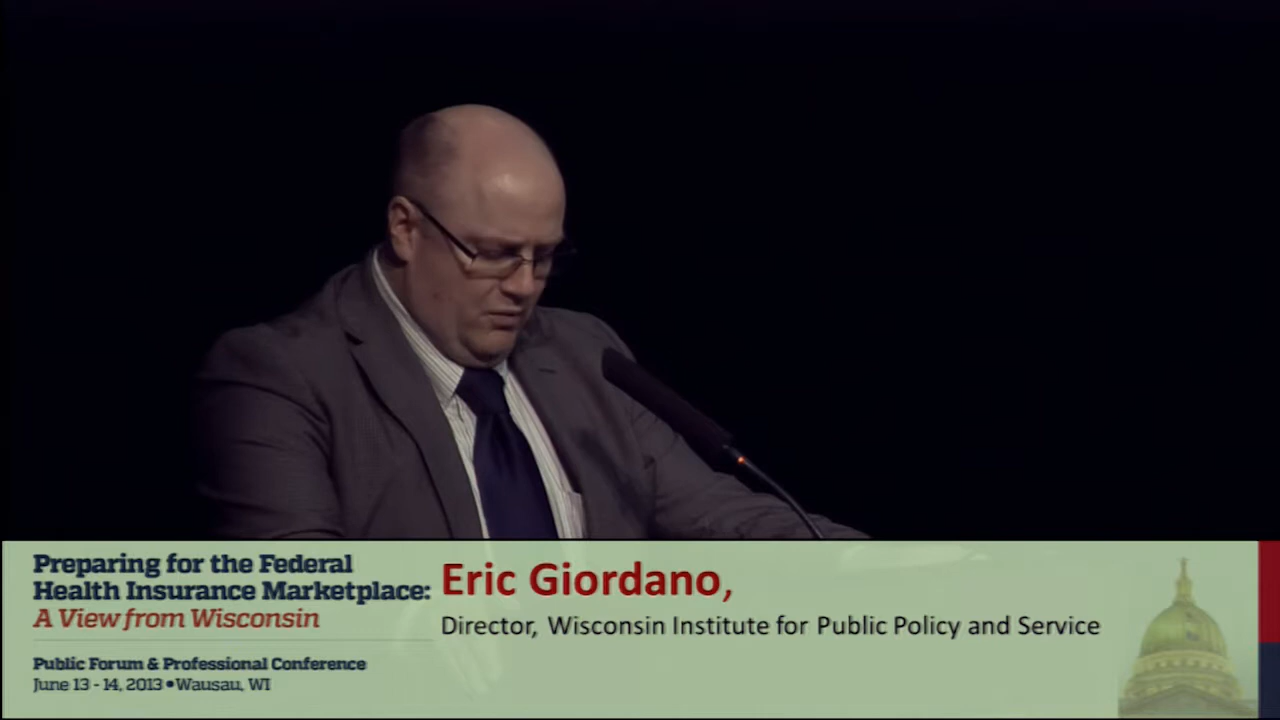 Preparing for the Federal
Health Insurance Marketplace:
A View from Wisconsin
Public Forum & Professional Conference
June 13 - 14, 2013 • Wausau, WI
Eric Giordano,
Director, Wisconsin Institute for Public Policy and Service